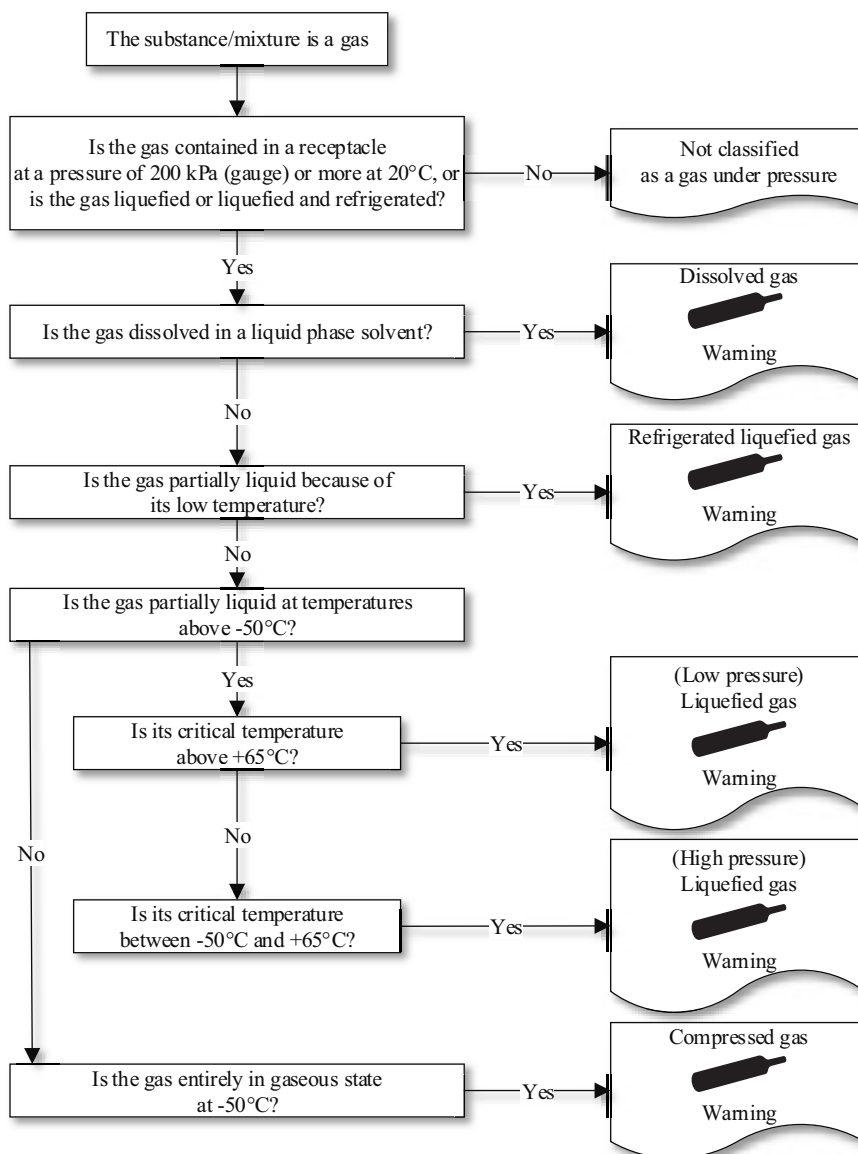 The substance/mixture is a gas
Is the gas contained in a receptacle
at a pressure of 200 kPa (gauge) or more at 20°C, or
is the gas liquefied or liquefied and refrigerated?
No
Not classified
as a gas under pressure
Yes
Is the gas dissolved in a liquid phase solvent?
Yes
Dissolved gas
Warning
No
Is the gas partially liquid because of
its low temperature?
Yes
Refrigerated liquefied gas
Warning
No
Is the gas partially liquid at temperatures
above -50°C?
Yes
Is its critical temperature
above +65°C?
Yes
(Low pressure)
Liquefied gas
Warning
No
No
Is its critical temperature
between -50°C and +65°C?
Yes
(High pressure)
Liquefied gas
Warning
Is the gas entirely in gaseous state
at -50°C?
Yes
Compressed gas
Warning